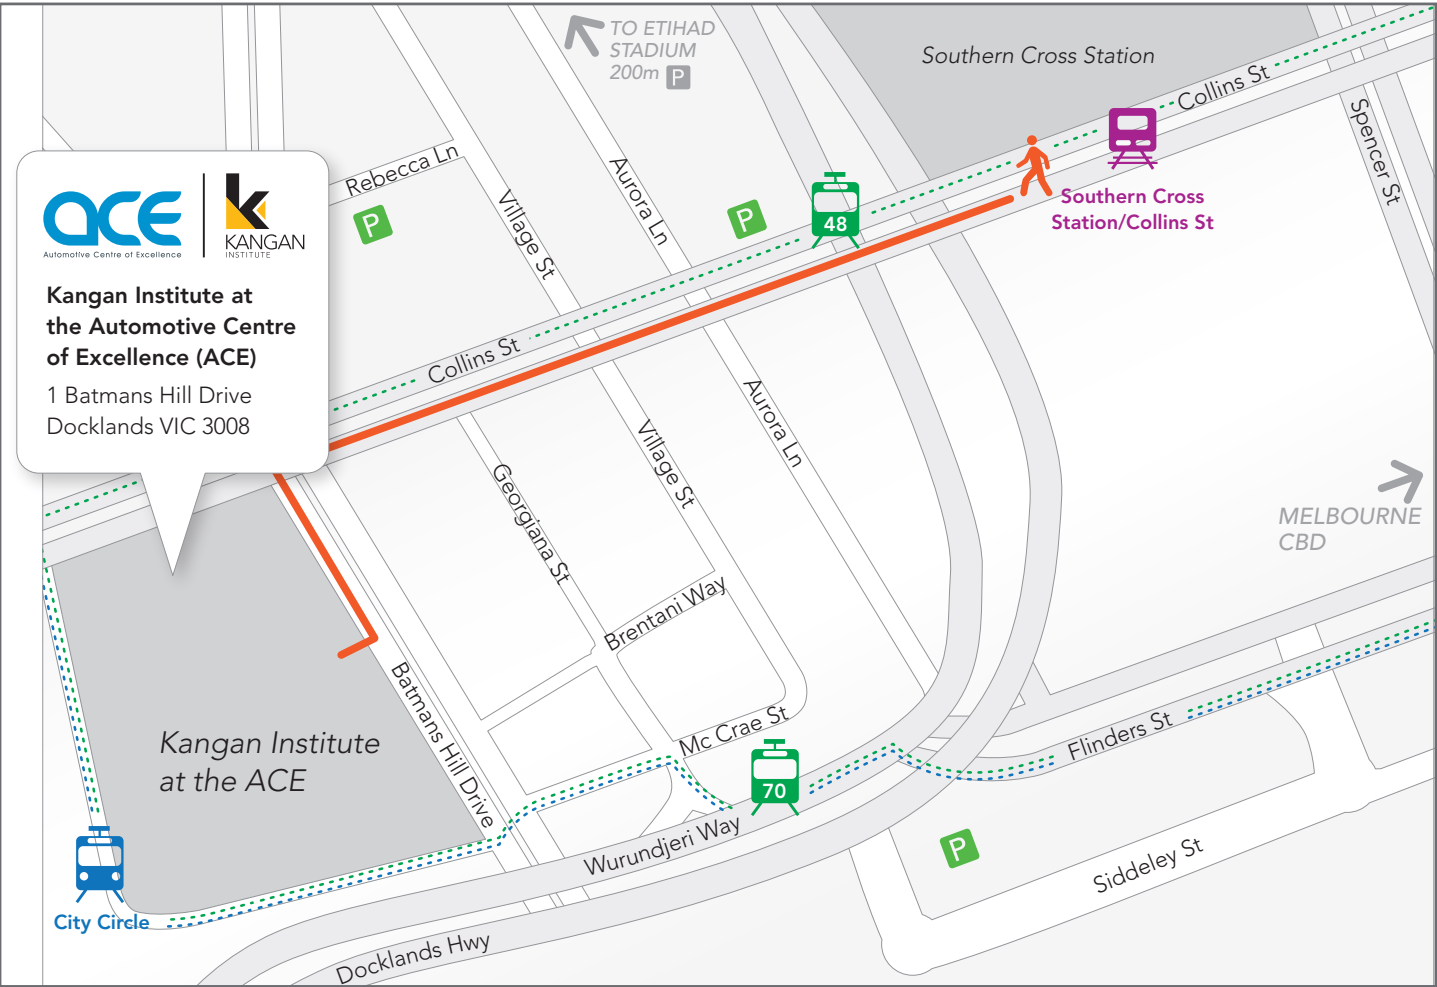 TO ETIHAD
STADIUM
200m P
Southern Cross Station
Collins St
Spencer St
Rebecca Ln
Village St
Aurora Ln
P
P
48
Southern Cross
Station/Collins St
ace
Automotive Centre of Excellence
k
KANGAN
INSTITUTE
Kangan Institute at
the Automotive Centre
of Excellence (ACE)
1 Batmans Hill Drive
Docklands VIC 3008
Collins St
Aurora Ln
Village St
Georgiana St
MELBOURNE
CBD
Brentani Way
Batmans Hill Drive
Mc Crae St
Flinders St
Kangan Institute
at the ACE
70
Wurundjeri Way
P
Siddeley St
City Circle
Docklands Hwy